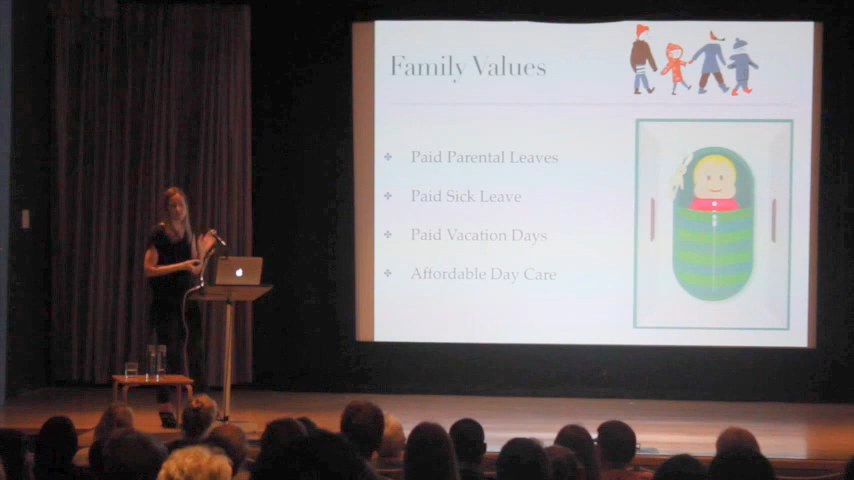 Family Values
Paid Parental Leaves
Paid Sick Leave
Paid Vacation Days
Affordable Day Care